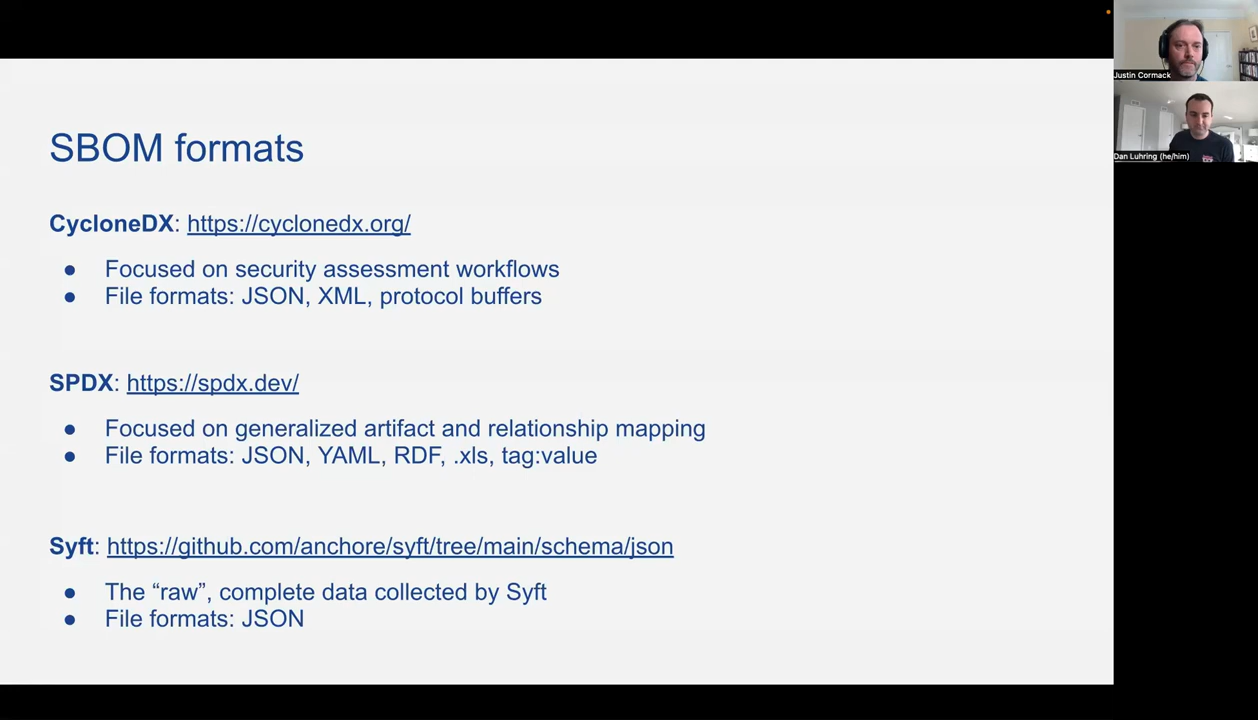 SBOM formats
CycloneDX: https://cyclonedx.org/
● Focused on security assessment workflows
● File formats: JSON, XML, protocol buffers
SPDX: https://spdx.dev/
● Focused on generalized artifact and relationship mapping
● File formats: JSON, YAML, RDF, .xls, tag:value
Syft: https://github.com/anchore/syft/tree/main/schema/json
● The “raw”, complete data collected by Syft
● File formats: JSON
Justin Cormack
Dan Luhring (he/him)